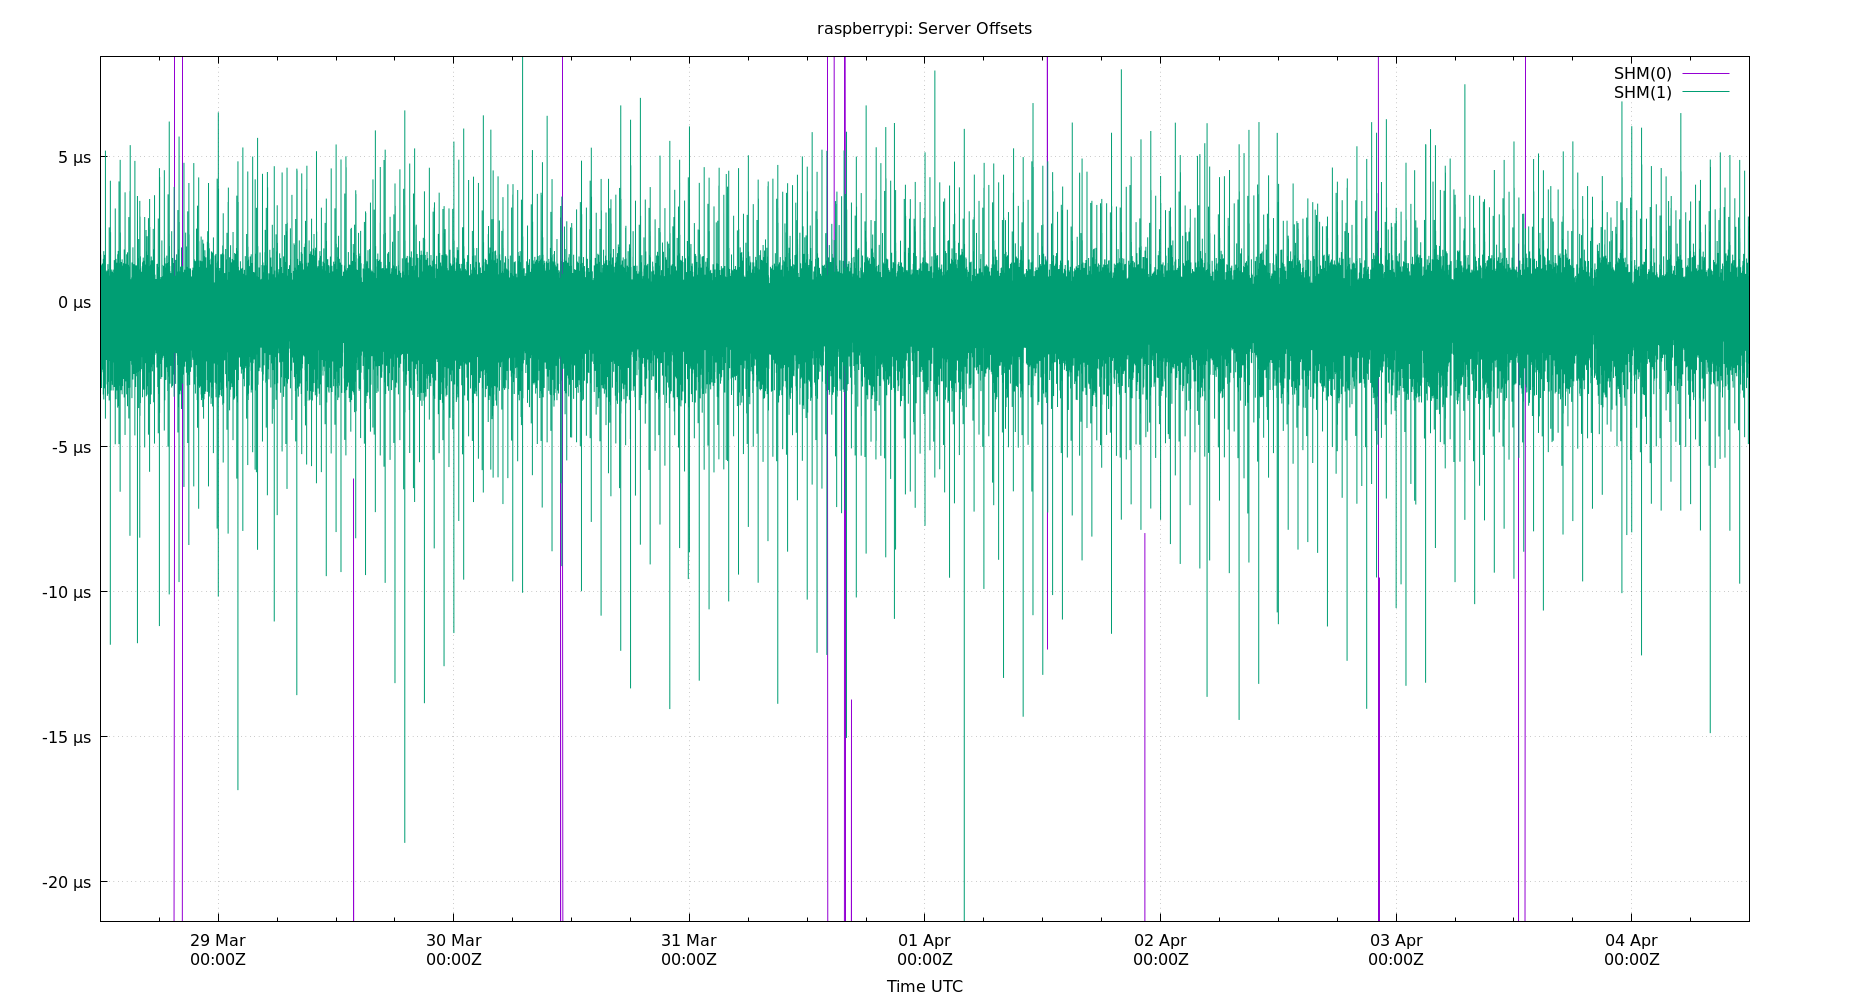 raspberrypi: Server Offsets
SHM(0)
SHM(1)
5 µs
0 µs
-5 µs
-10 µs
-15 µs
-20 µs
29 Mar 30 Mar 31 Mar 01 Apr 02 Apr 03 Apr 04 Apr
00:00Z 00:00Z 00:00Z 00:00Z 00:00Z 00:00Z 00:00Z
Time UTC